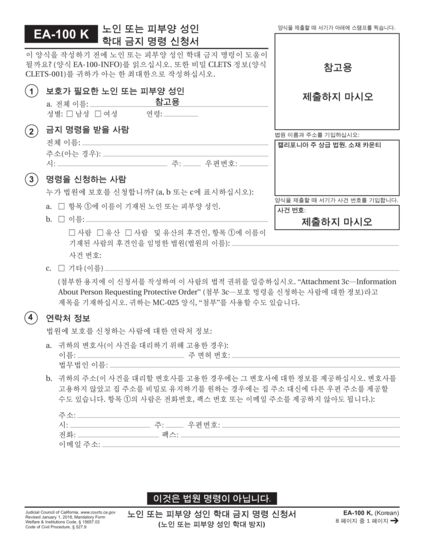 EA-100 K
노인 또는 피부양 성인
학대 금지 명령 신청서
양식을 제출할 때 서기가 아래에 스탬프를 찍습니다.
이 양식을 작성하기 전에 노인 또는 피부양 성인 학대 금지 명령이 도움이
될까요? (양식 EA-100-INFO)를 읽으십시오. 또한 비밀 CLETS 정보(양식
CLETS-001)를 귀하가 아는 한 최대한으로 작성하십시오.
참고용
제출하지 마시오
1 보호가 필요한 노인 또는 피부양 성인
a. 전체 이름: 참고용
성별: 남성 여성 연령:
2 금지 명령을 받을 사람
전체 이름:
주소(아는 경우):
시: 주: 우편번호:
법원 이름과 주소를 기입하십시오:
캘리포니아 주 상급 법원, 소재 카운티
3 명령을 신청하는 사람
누가 법원에 보호를 신청합니까? (a, b 또는 c에 표시하십시오):
a. 항목 ①에 이름이 기재된 노인 또는 피부양 성인.
b. 이름:
사람 유산 사람 및 유산의 후견인, 항목 ①에 이름이
기재된 사람의 후견인을 임명한 법원(법원의 이름):
사건 번호:
양식을 제출할 때 서기가 사건 번호를 기입합니다.
사건 번호:
제출하지 마시오
c. 기타 (이름)
(첨부한 용지에 이 신청서를 작성하여 이 사람의 법적 권위를 입증하십시오. "Attachment 3c—Information
About Person Requesting Protective Order" (첨부 3c—보호 명령을 신청하는 사람에 대한 정보)라고
제목을 기재하십시오. 귀하는 MC-025 양식, "첨부"를 사용할 수도 있습니다.
4 연락처 정보
법원에 보호를 신청하는 사람에 대한 연락처 정보:
a. 귀하의 변호사(이 사건을 대리하기 위해 고용한 경우):
이름: 주 면허 번호:
법무법인 이름:
b. 귀하의 주소(이 사건을 대리할 변호사를 고용한 경우에는 그 변호사에 대한 정보를 제공하십시오. 변호사를
고용하지 않았고 집 주소를 비밀로 유지하기를 원하는 경우에는 집 주소 대신에 다른 우편 주소를 제공할
수도 있습니다. 항목 ①의 사람은 전화번호, 팩스 번호 또는 이메일 주소를 제공하지 않아도 됩니다.):
주소:
시: 주: 우편번호:
전화: 팩스:
이메일 주소:
이것은 법원 명령이 아닙니다.
Judicial Council of California, www.courts.ca.gov
Revised January 1, 2018, Mandatory Form
Welfare & Institutions Code, § 15657.03
Code of Civil Procedure, § 527.9
노인 또는 피부양 성인 학대 금지 명령 신청서
(노인 또는 피부양 성인 학대 방지)
EA-100 K, (Korean)
8 페이지 중 1 페이지